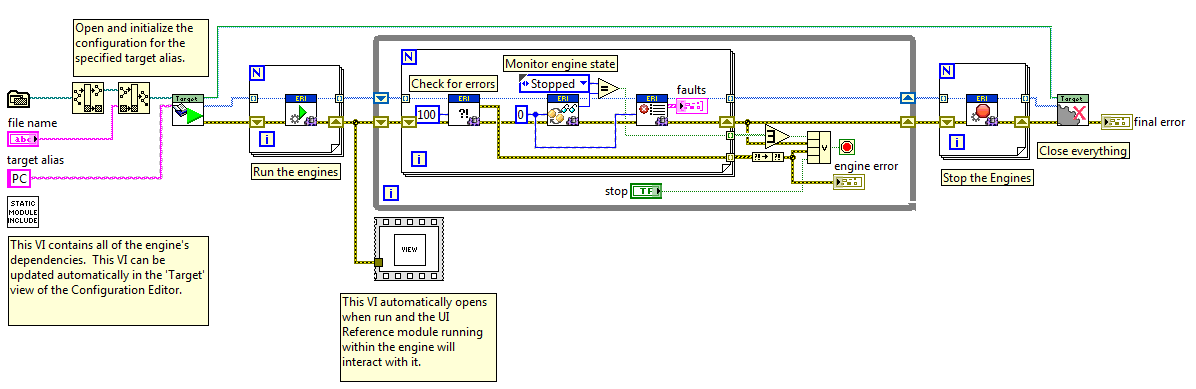 Open and initialize the
configuration for the
specified target alias.
file name
abc
target alias
PC
STATIC
MODULE
INCLUDE
This VI contains all of the engine's
dependencies. This VI can be
updated automatically in the 'Target'
view of the Configuration Editor.
Target
N
ERI
i
Run the engines
N
Check for errors
Monitor engine state
Stopped
100
ERI
?!
0
ERI
=
ERI
faults
i
i
stop
TF
?!
?!
V
engine error
VIEW
This VI automatically opens
when run and the UI
Reference module running
within the engine will
interact with it.
N
ERI
i
Stop the Engines
Target
Close everything
final error